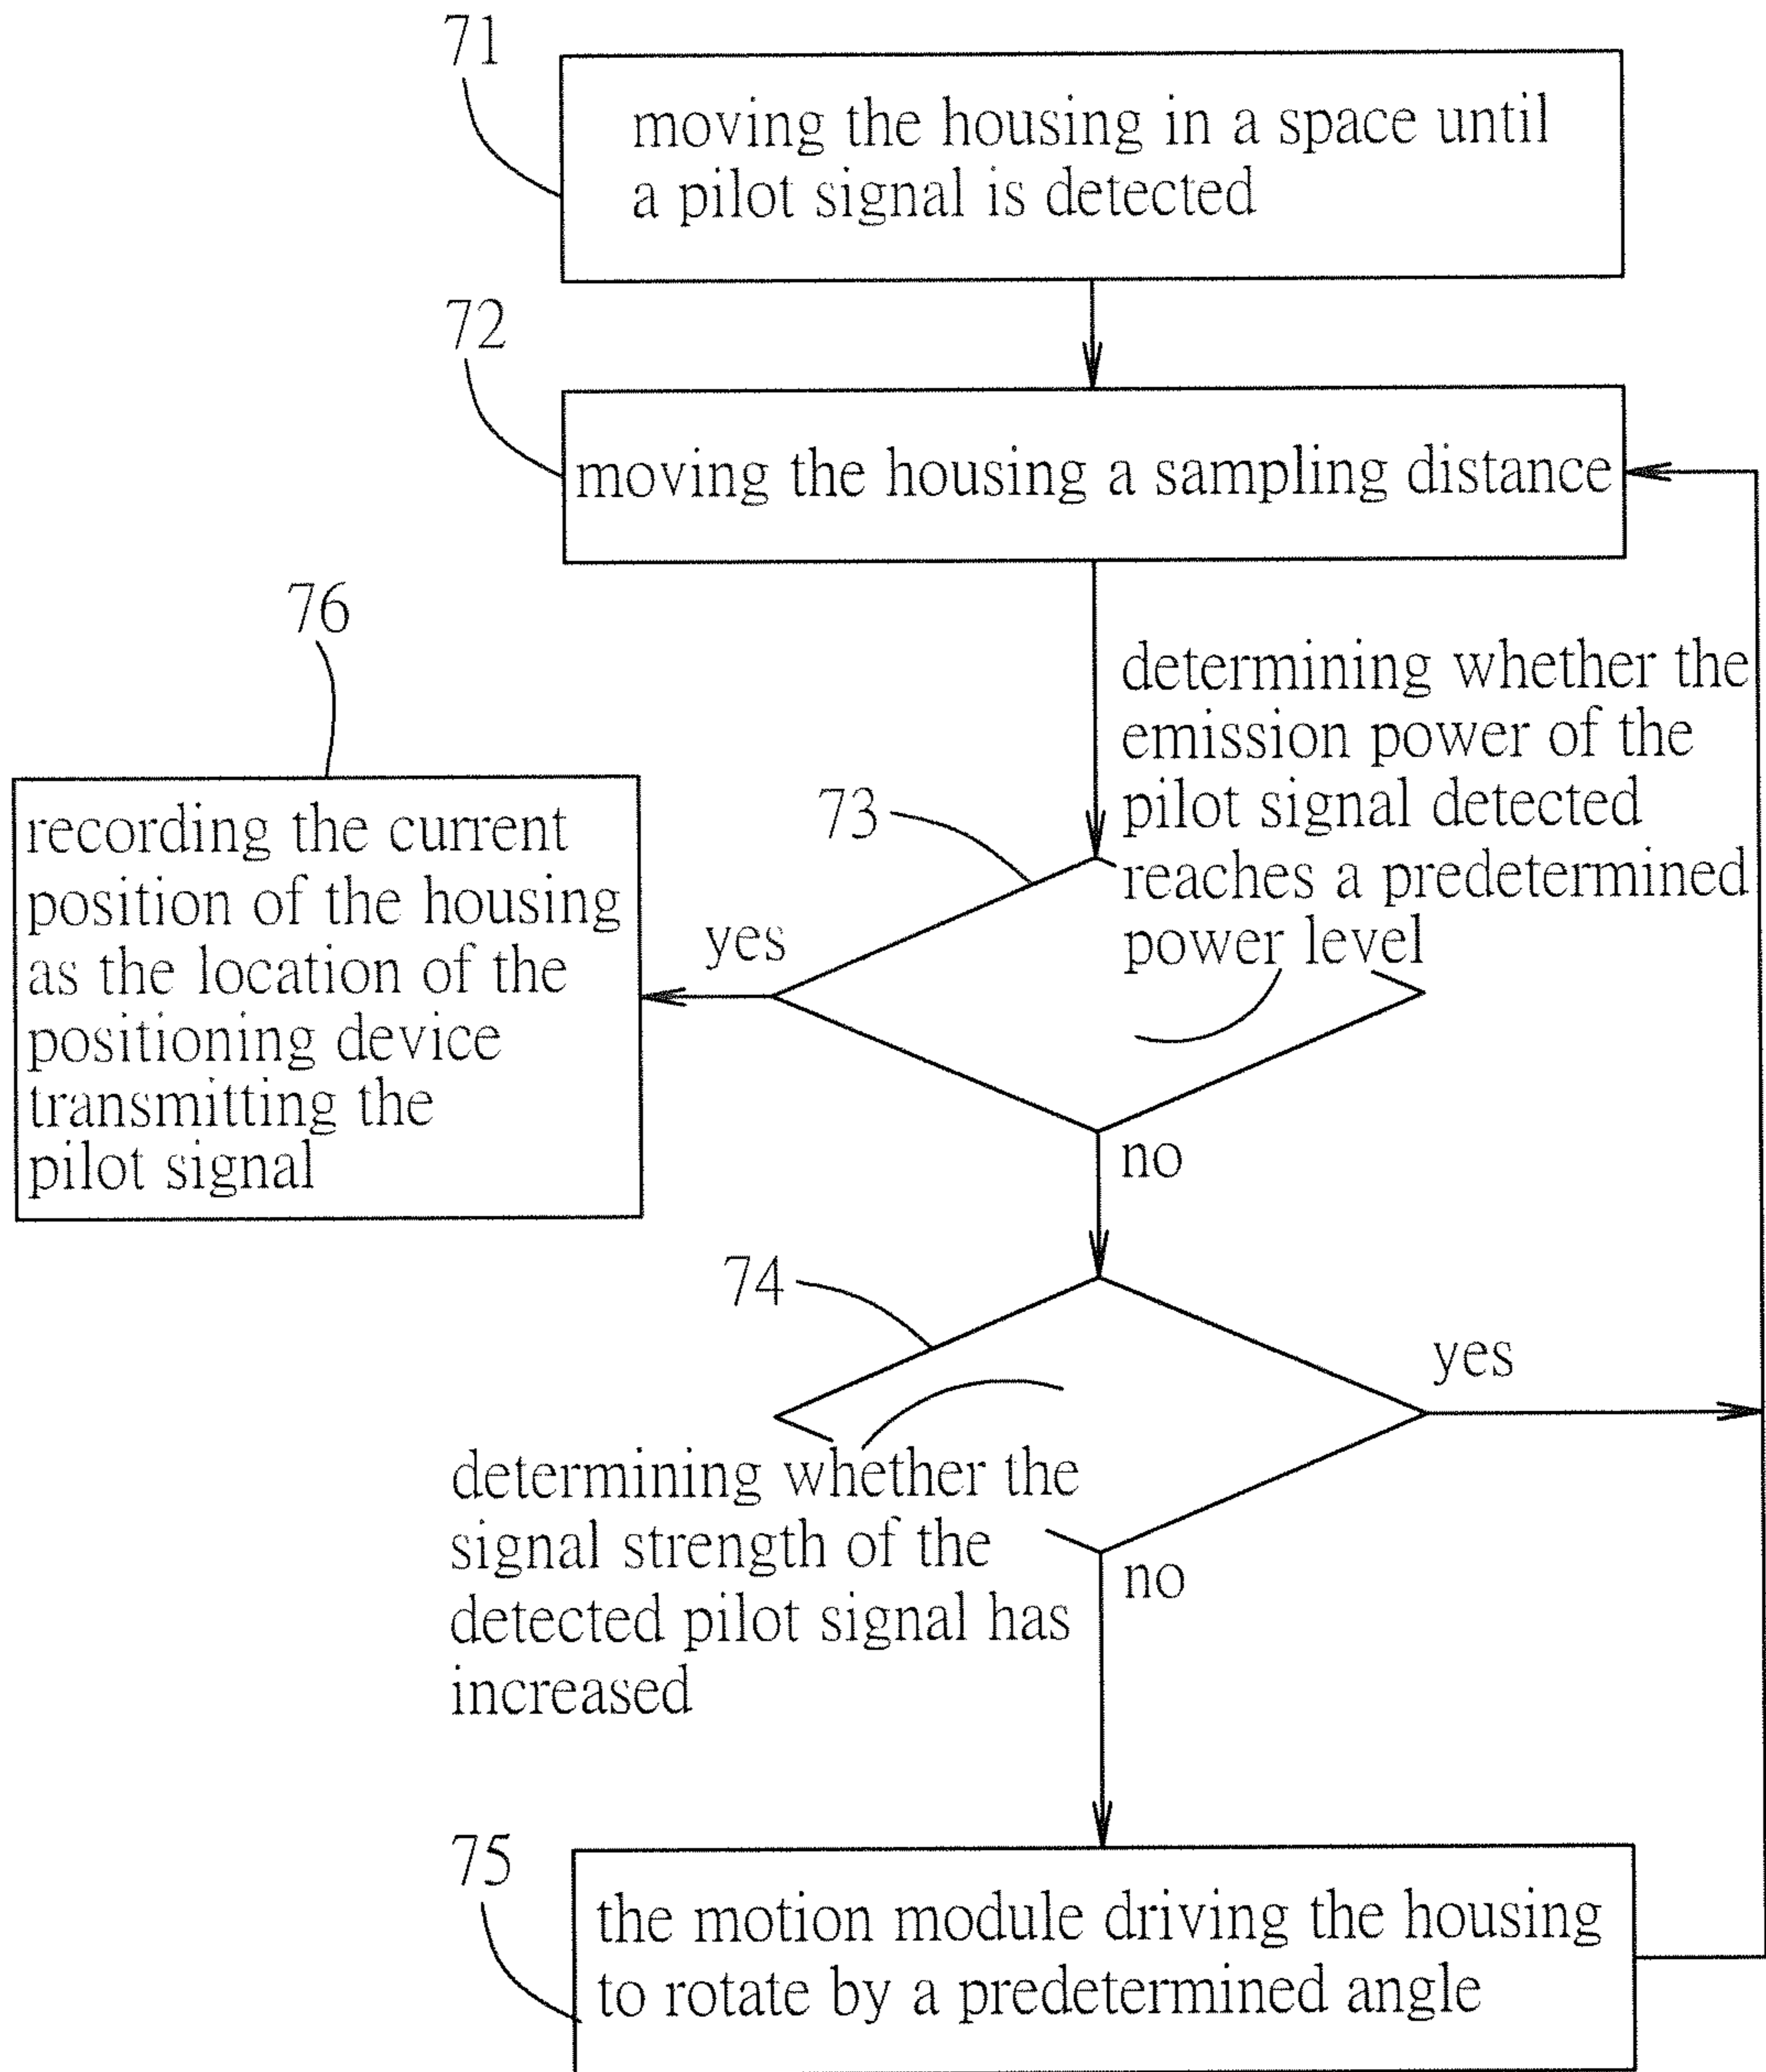 71
moving the housing in a space until
a pilot signal is detected
72
moving the housing a sampling distance
76
recording the current
position of the housing
as the location of the
positioning device
transmitting the
pilot signal
yes
73
determining whether the
emission power of the
pilot signal detected
reaches a predetermined
power level
no
74
yes
determining whether the
signal strength of the
detected pilot signal has
increased
no
75
the motion module driving the housing
to rotate by a predetermined angle